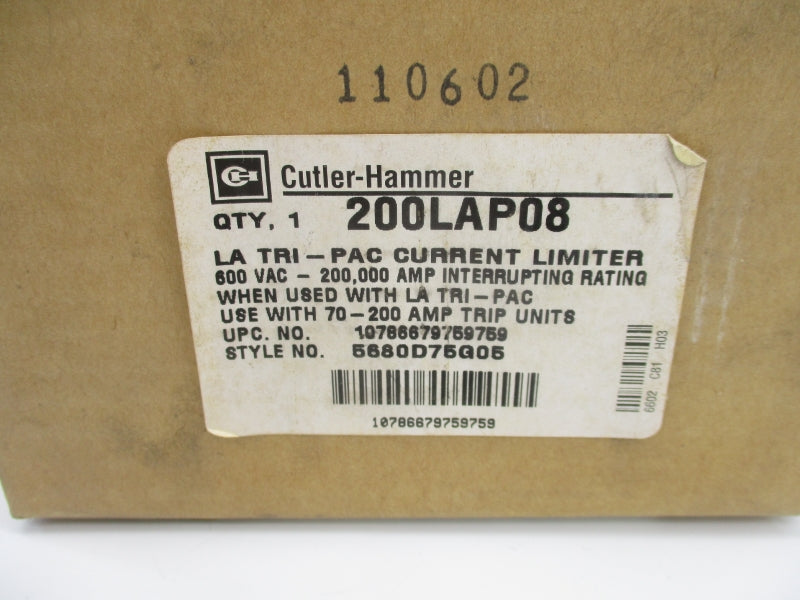 110602
Cutler-Hammer
QTY. 1 200LAP08
LA TRI-PAC CURRENT LIMITER
600 VAC - 200,000 AMP INTERRUPTING RATING
WHEN USED WITH LA TRI-PAC
USE WITH 70-200 AMP TRIP UNITS
UPC. NO. 10786679759759
STYLE NO. 5680D75G05
10786679759759
6602 C81 H03